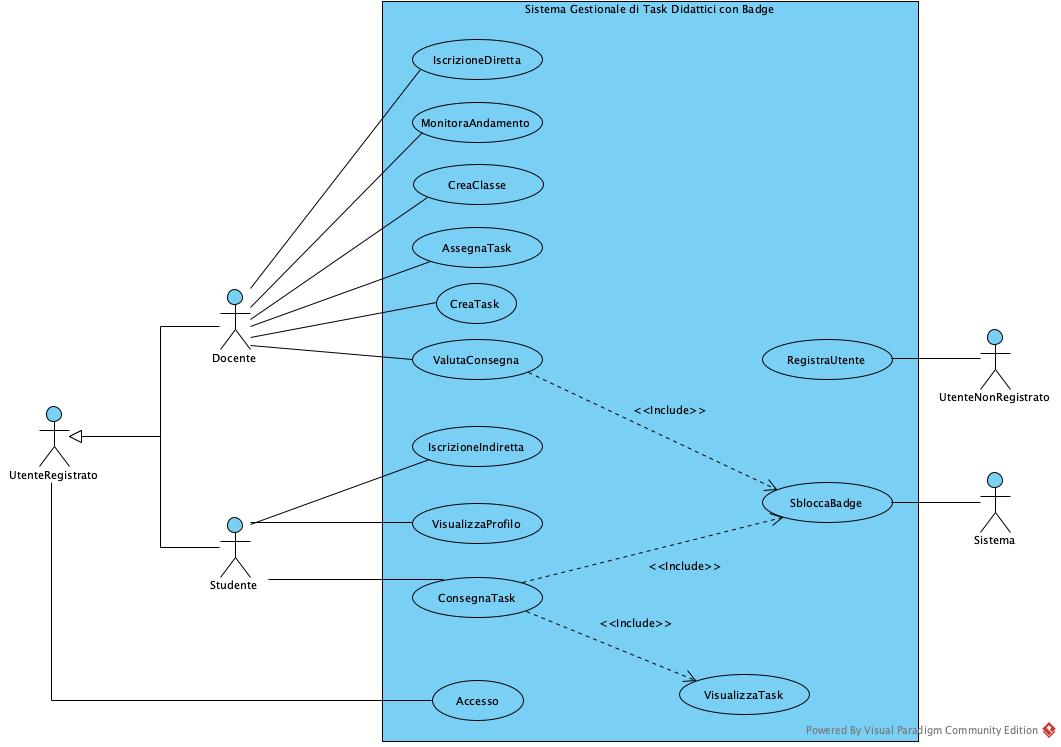 Sistema Gestionale di Task Didattici con Badge
IscrizioneDiretta
MonitoraAndamento
CreaClasse
AssegnaTask
CreaTask
Docente
ValutaConsegna
RegistraUtente
UtenteNonRegistrato
<<Include>>
UtenteRegistrato
IscrizioneIndiretta
SbloccaBadge
VisualizzaProfilo
Sistema
<<Include>>
Studente
ConsegnaTask
<<Include>>
VisualizzaTask
Accesso
Powered By Visual Paradigm Community Edition